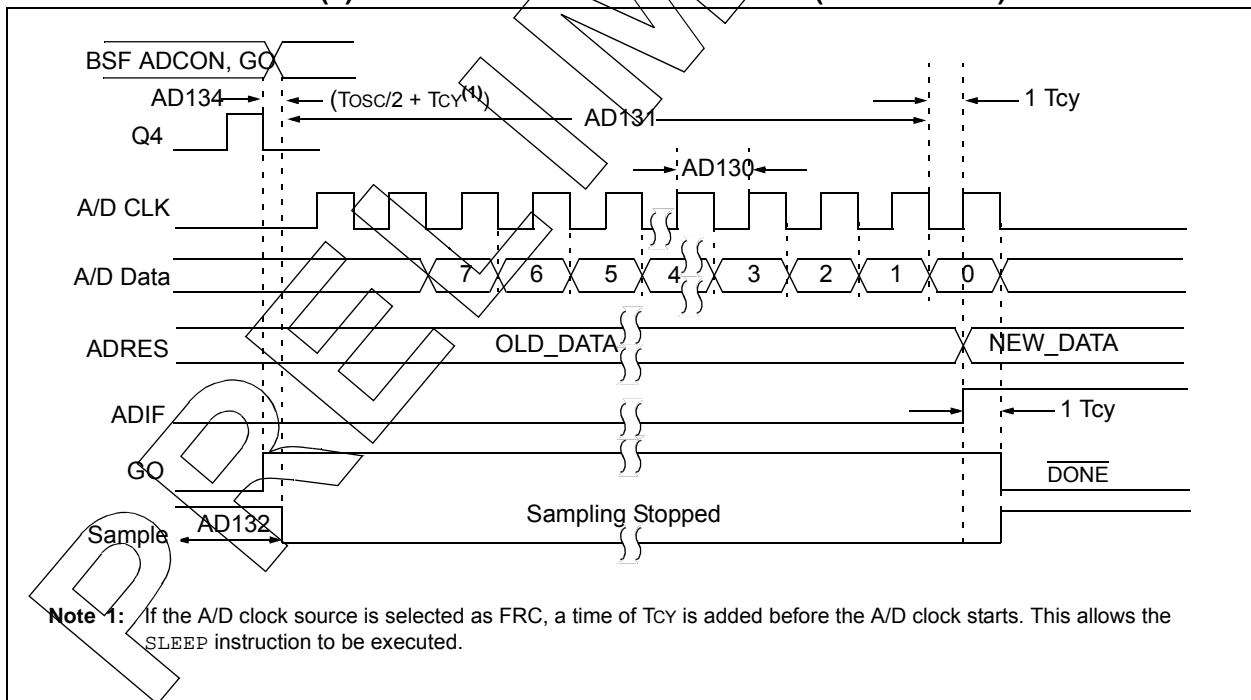 BSF ADCON, GO
AD134
(TOSC/2 + TCY(1))
1 Tcy
AD131
Q4
AD130
A/D CLK
A/D Data
7 6 5 4 3 2 1 0
ADRES
OLD_DATA
NEW_DATA
ADIF
1 Tcy
GO
DONE
Sample
AD132
Sampling Stopped
Note 1: If the A/D clock source is selected as FRC, a time of TCY is added before the A/D clock starts. This allows the
SLEEP instruction to be executed.
PRELIM